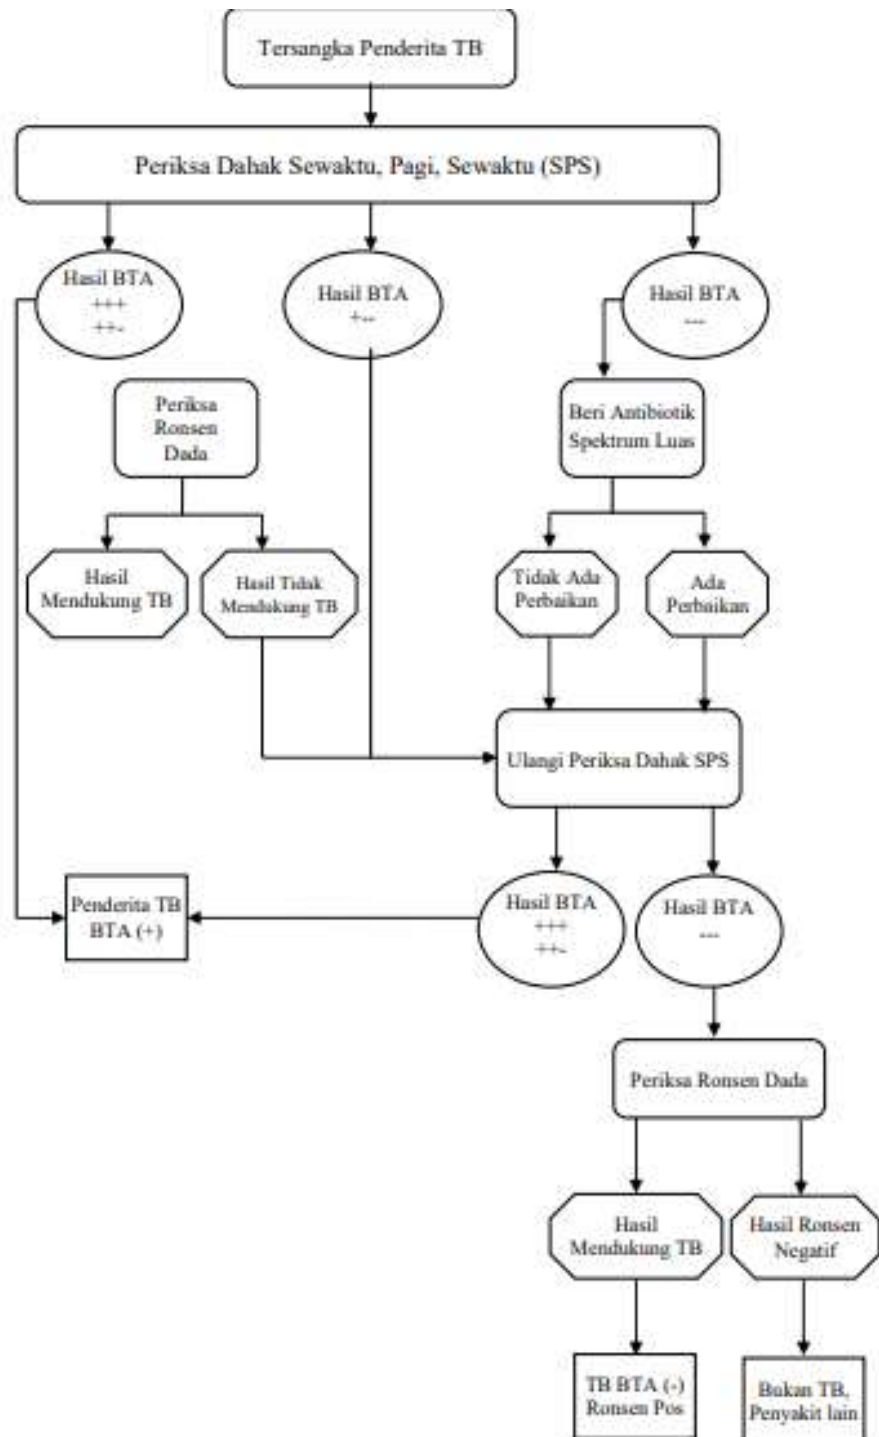 Tersangka Penderita TB
Periksa Dahak Sewaktu, Pagi, Sewaktu (SPS)
Hasil BTA
+++
++-
Hasil BTA
+--
Hasil BTA
---
Periksa
Ronsen
Dada
Beri Antibiotik
Spektrum Luas
Hasil
Mendukung TB
Hasil Tidak
Mendukung TB
Tidak Ada
Perbaikan
Ada
Perbaikan
Ulangi Periksa Dahak SPS
Penderita TB
BTA (+)
Hasil BTA
+++
++-
Hasil BTA
---
Periksa Ronsen Dada
Hasil
Mendukung TB
Hasil Ronsen
Negatif
TB BTA (-)
Ronsen Pos
Bukan TB,
Penyakit lain